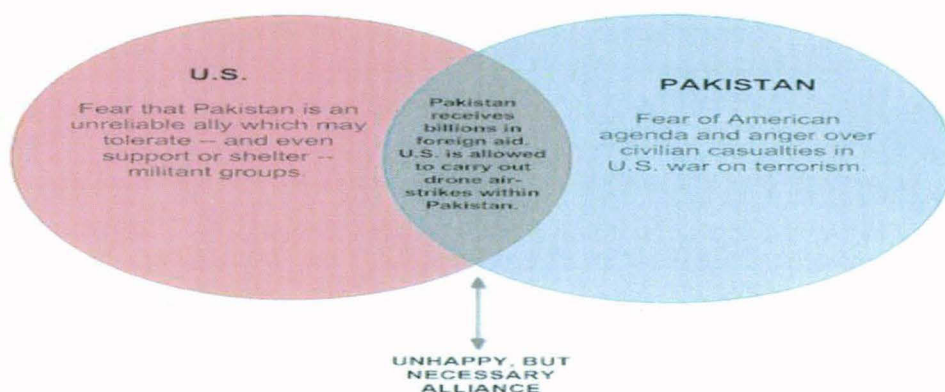 U.S.
Fear that Pakistan is an
unreliable ally which may
tolerate -- and even
support or shelter --
militant groups.
Pakistan
receives
billions in
foreign aid.
U.S. is allowed
to carry out
drone air-
strikes within
Pakistan.
PAKISTAN
Fear of American
agenda and anger over
civilian casualties in
U.S. war on terrorism.
UNHAPPY, BUT
NECESSARY
ALLIANCE